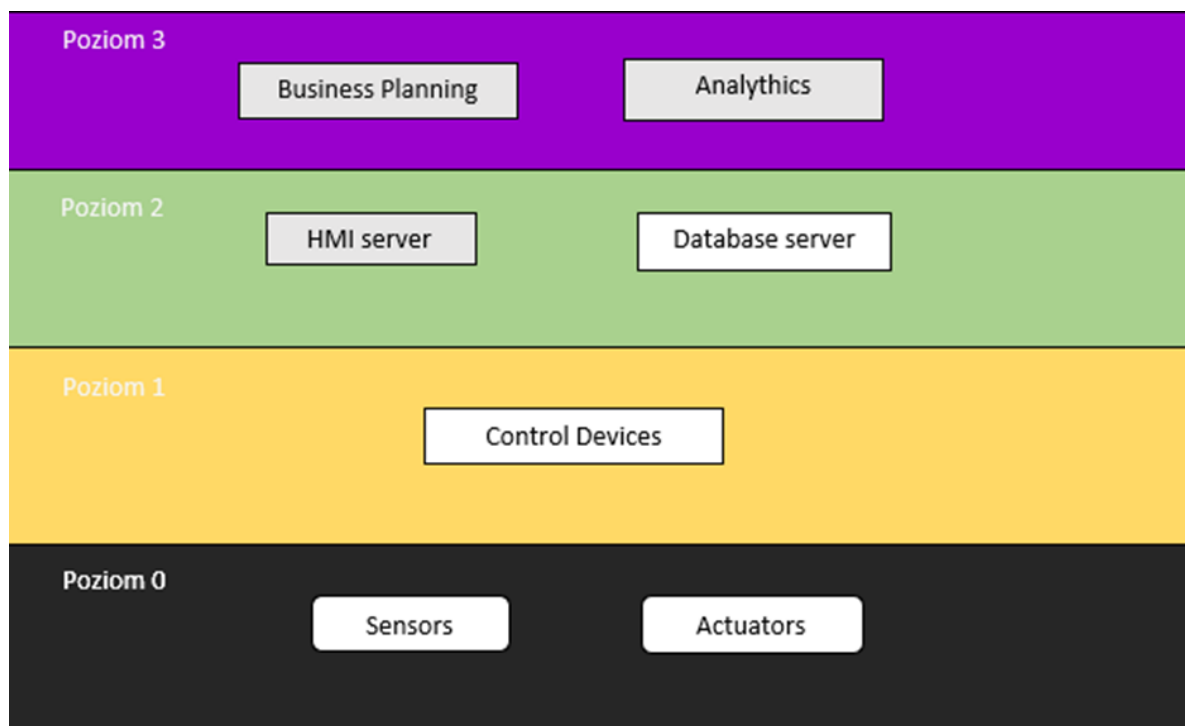 Poziom 3
Business Planning
Analythics
Poziom 2
HMI server
Database server
Poziom 1
Control Devices
Poziom 0
Sensors
Actuators